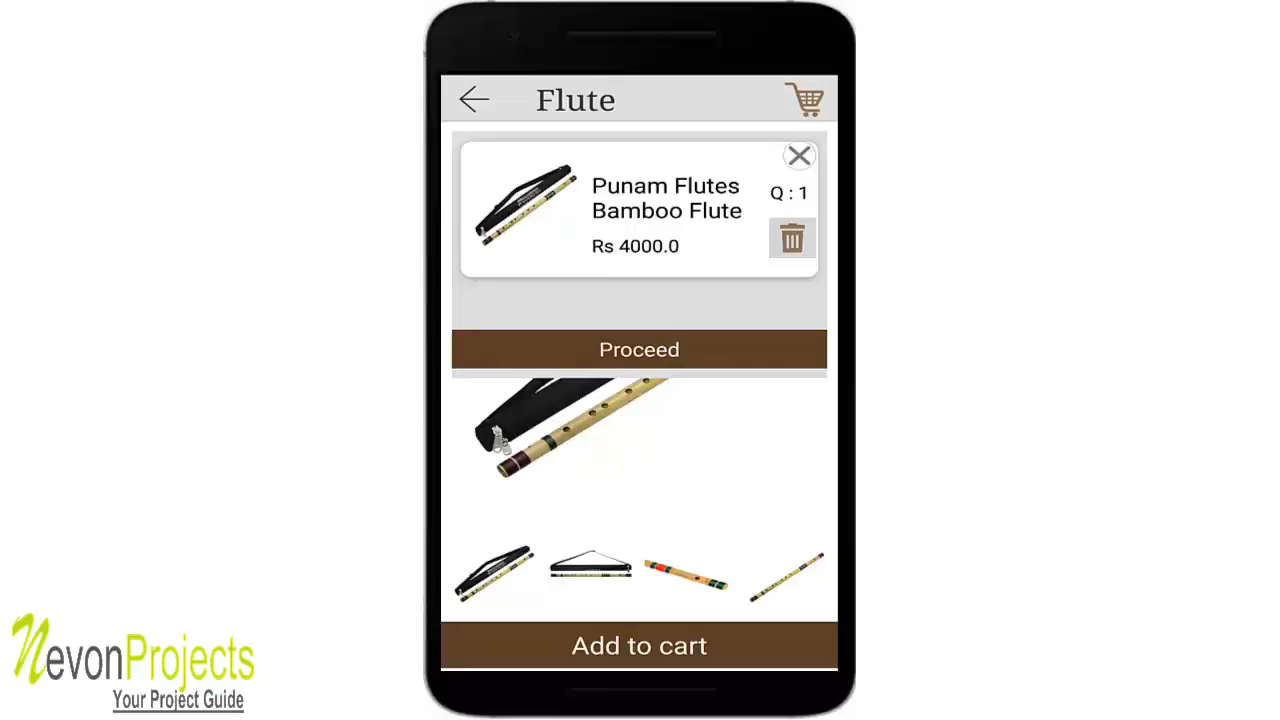 Flute
Punam Flutes
Bamboo Flute
Q : 1
Rs 4000.0
Proceed
Add to cart
NevonProjects
Your Project Guide